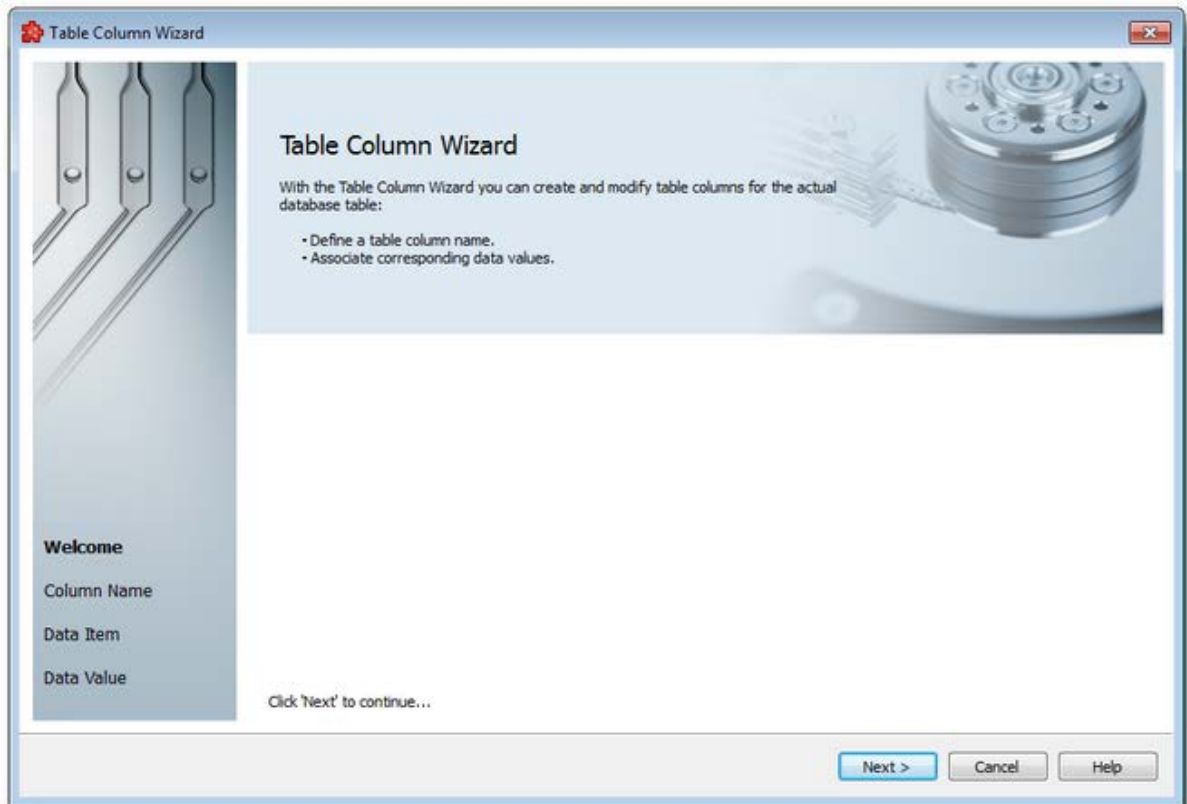 Table Column Wizard
Table Column Wizard
With the Table Column Wizard you can create and modify table columns for the actual
database table:
• Define a table column name.
• Associate corresponding data values.
Welcome
Column Name
Data Item
Data Value
Click 'Next' to continue...
Next >
Cancel
Help